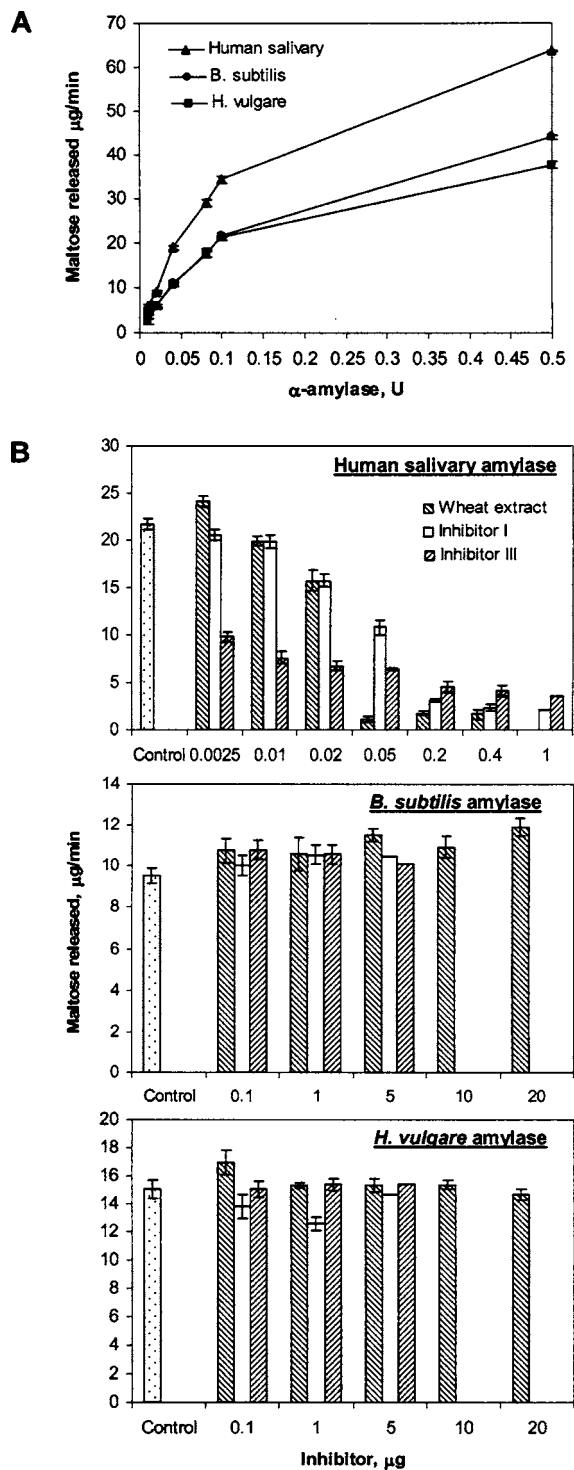 A
Maltose released µg/min
70
60
50
40
30
20
10
0
Human salivary
B. subtilis
H. vulgare
0 0.05 0.1 0.15 0.2 0.25 0.3 0.35 0.4 0.45 0.5
α-amylase, U
B
30
25
20
15
10
5
0
Human salivary amylase
Wheat extract
Inhibitor I
Inhibitor III
Control 0.0025 0.01 0.02 0.05 0.2 0.4 1
Maltose released, µg/min
14
12
10
8
6
4
2
0
B. subtilis amylase
Control 0.1 1 5 10 20
20
18
16
14
12
10
8
6
4
2
0
H. vulgare amylase
Control 0.1 1 5 10 20
Inhibitor, µg